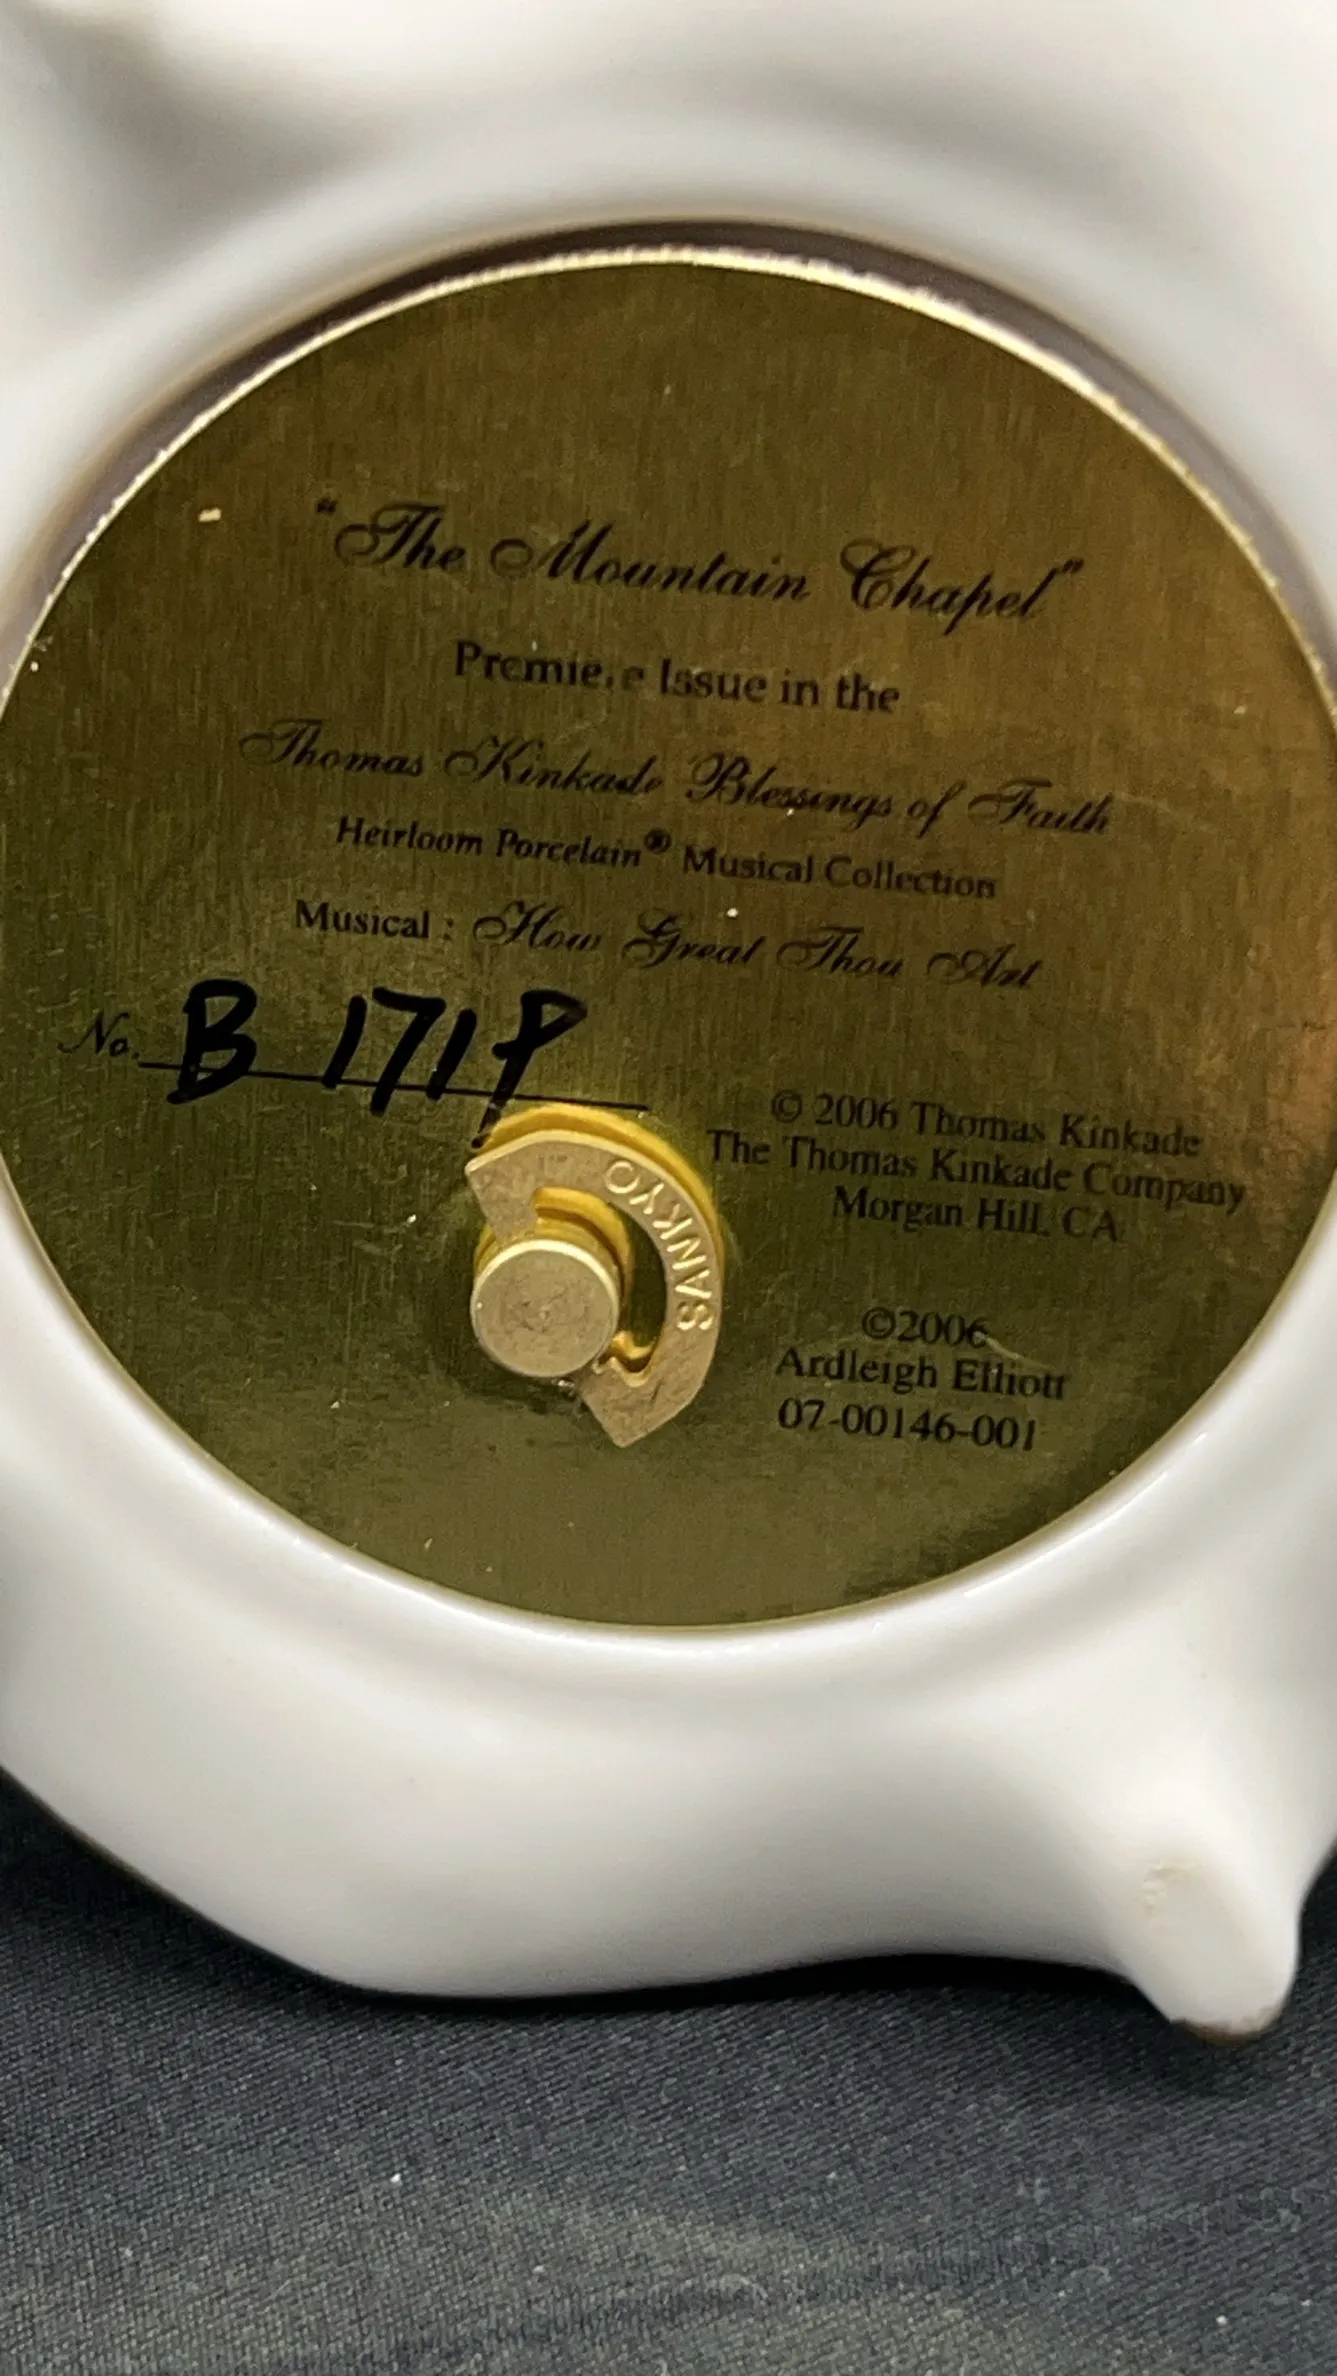 "The Mountain Chapel"
Premiere Issue in the
Thomas Kinkade Blessings of Faith
Heirloom Porcelain® Musical Collection
Musical : How Great Thou Art
No. B 1719
© 2006 Thomas Kinkade
The Thomas Kinkade Company
Morgan Hill, CA
SANKYO
©2006
Ardleigh Elliott
07-00146-001